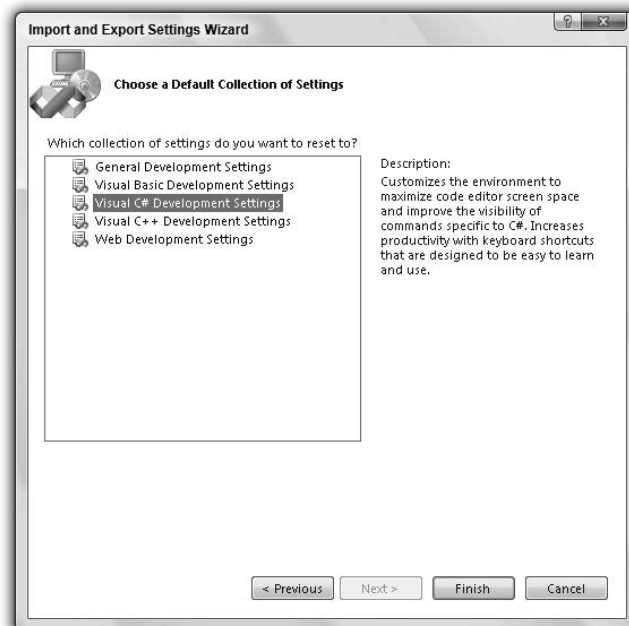 Import and Export Settings Wizard
? X
Choose a Default Collection of Settings
Which collection of settings do you want to reset to?
General Development Settings
Visual Basic Development Settings
Visual C# Development Settings
Visual C++ Development Settings
Web Development Settings
Description:
Customizes the environment to
maximize code editor screen space
and improve the visibility of
commands specific to C#. Increases
productivity with keyboard shortcuts
that are designed to be easy to learn
and use.
< Previous
Next >
Finish
Cancel